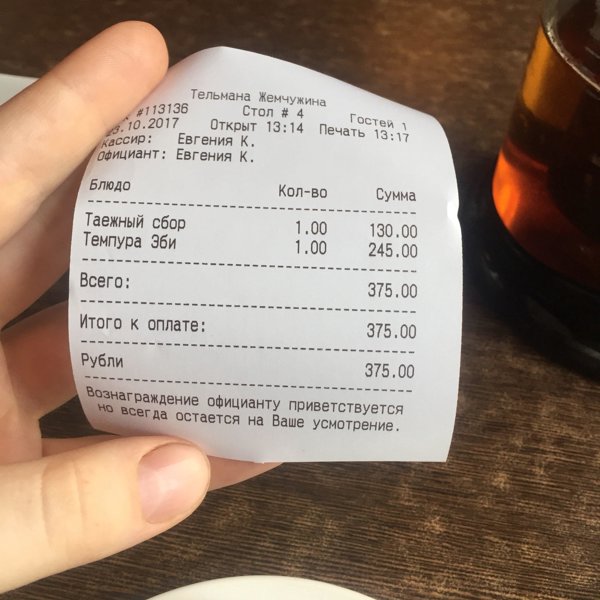 Тельмана Жемчужина
#113136 Стол # 4 Гостей 1
.10.2017 Открыт 13:14 Печать 13:17
Кассир: Евгения К.
Официант: Евгения К.
Блюдо Кол-во Сумма
Таежный сбор 1.00 130.00
Темпура Эби 1.00 245.00
Всего: 375.00
Итого к оплате: 375.00
Рубли 375.00
Вознаграждение официанту приветствуется
но всегда остается на Ваше усмотрение.